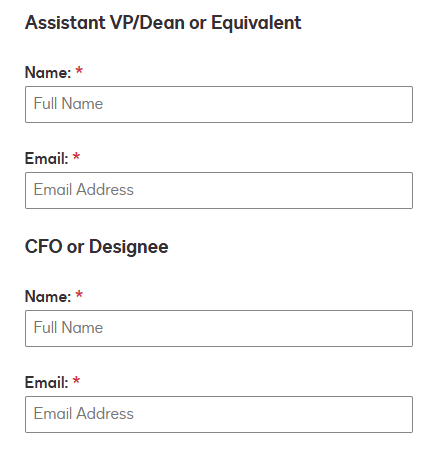 Assistant VP/Dean or Equivalent
Name: *
Full Name
Email: *
Email Address
CFO or Designee
Name: *
Full Name
Email: *
Email Address